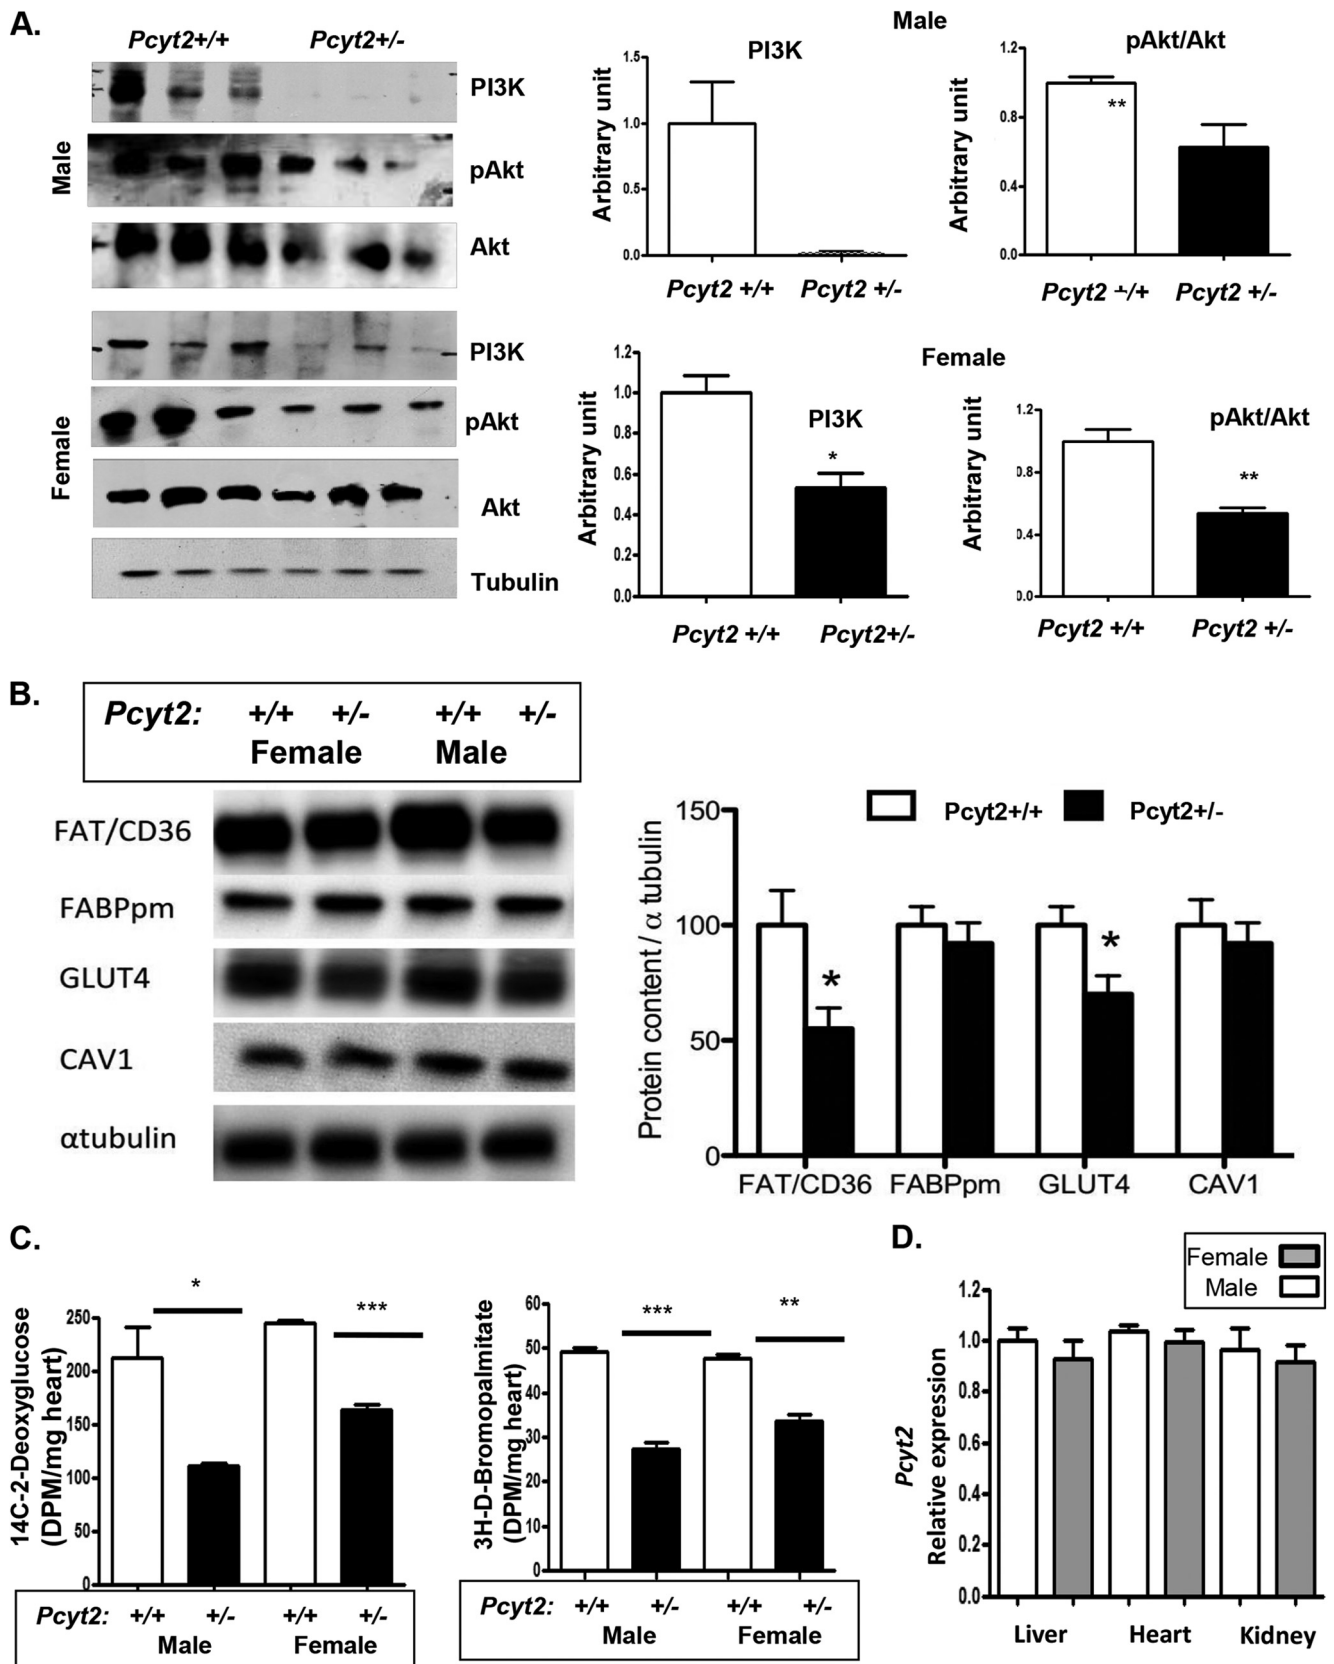 A.
Pcyt2+/+ Pcyt2+/-
Male
PI3K
pAkt
Akt
Female
PI3K
pAkt
Akt
Tubulin
Male
PI3K
Arbitrary unit
1.5
1.0
0.5
0.0
Pcyt2 +/+ Pcyt2 +/-
pAkt/Akt
Arbitrary unit
1.2
0.8
0.4
0.0
**
Pcyt2 +/+ Pcyt2 +/-
Female
PI3K
Arbitrary unit
1.2
1.0
0.8
0.6
0.4
0.2
0.0
*
Pcyt2 +/+ Pcyt2+/-
pAkt/Akt
Arbitrary unit
1.2
0.8
0.4
0.0
**
Pcyt2 +/+ Pcyt2 +/-
B.
Pcyt2: +/+ +/- +/+ +/-
Female Male
FAT/CD36
FABPpm
GLUT4
CAV1
αtubulin
Pcyt2+/+ Pcyt2+/-
Protein content / α tubulin
150
100
50
0
* *
FAT/CD36 FABPpm GLUT4 CAV1
C.
14C-2-Deoxyglucose
(DPM/mg heart)
250
200
150
100
50
0
* ***
Pcyt2: +/+ +/- +/+ +/-
Male Female
3H-D-Bromopalmitate
(DPM/mg heart)
60
50
40
30
20
10
0
*** **
Pcyt2: +/+ +/- +/+ +/-
Male Female
D.
Female
Male
Pcyt2
Relative expression
1.2
1.0
0.8
0.6
0.4
0.2
0.0
Liver Heart Kidney